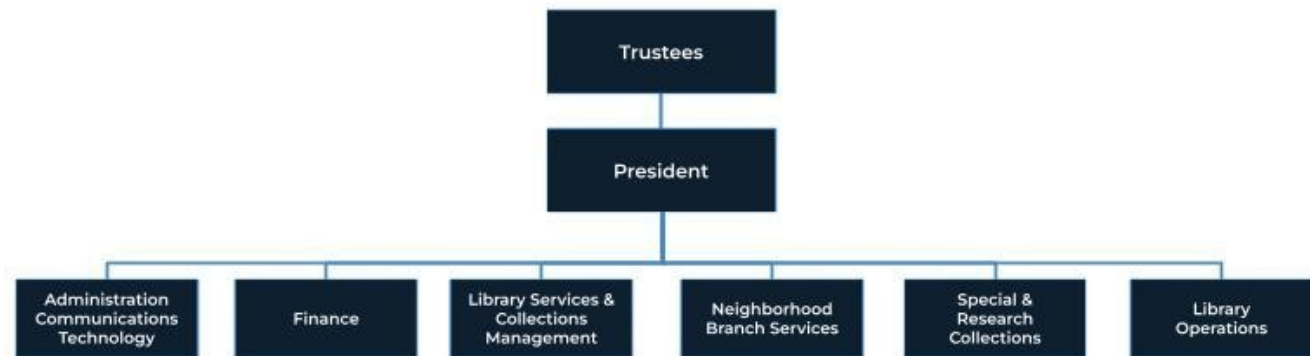 Trustees
President
Administration
Communications
Technology
Finance
Library Services &
Collections
Management
Neighborhood
Branch Services
Special &
Research
Collections
Library
Operations